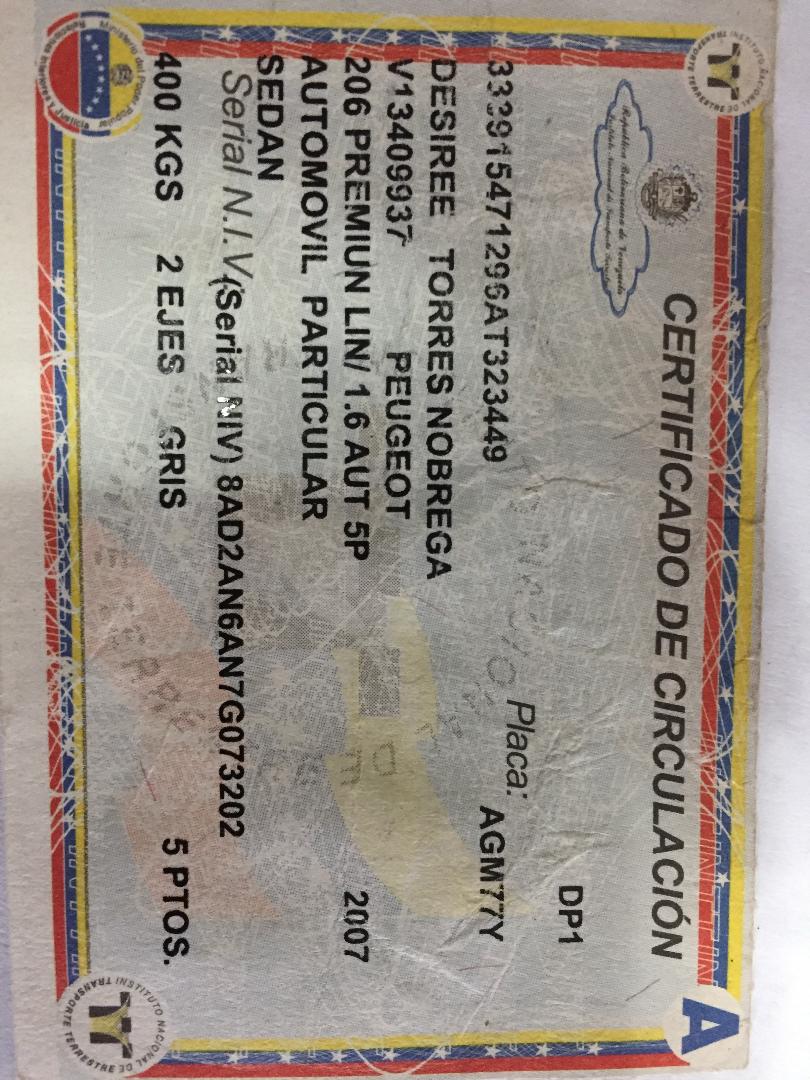 CERTIFICADO DE CIRCULACIÓN
A
República Bolivariana de Venezuela
Instituto Nacional de Transporte Terrestre
DP1
Placa:
333915471296AT323449 AGM77Y
DESIREE TORRES NOBREGA
V13409937 PEUGEOT
206 PREMIUN LIN/ 1.6 AUT 5P 2007
AUTOMOVIL PARTICULAR
SEDAN
Serial N.I.V.(Serial NIV) 8AD2AN6AN7G073202
400 KGS 2 EJES GRIS 5 PTOS.
INSTITUTO NACIONAL TRANSPORTE TERRESTRE DE
Ministerio del Poder Popular
Relaciones Interiores y Justicia
INSTITUTO NACIONAL DE TRANSPORTE TERRESTRE